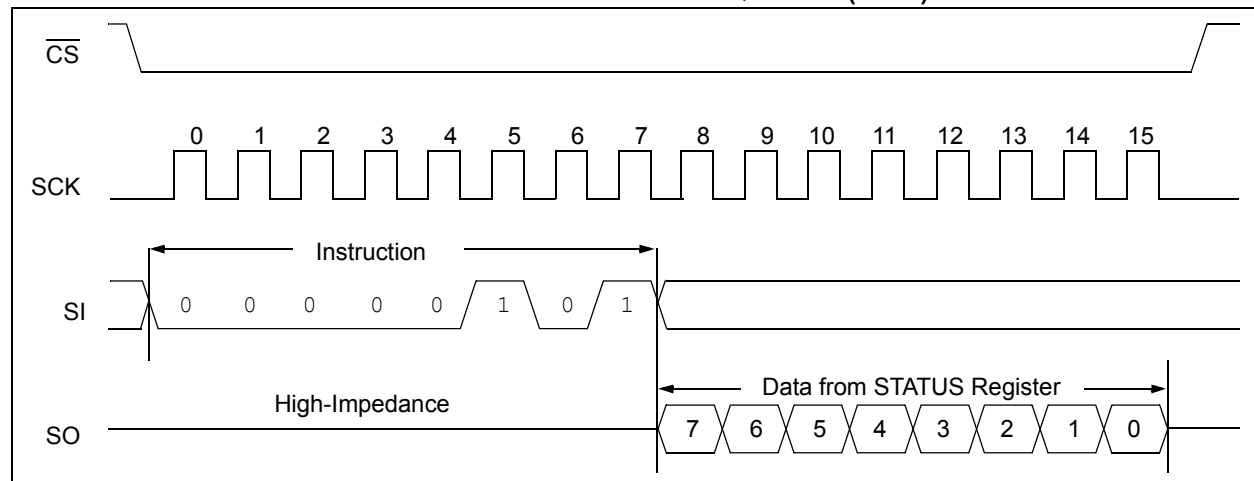 CS
0 1 2 3 4 5 6 7 8 9 10 11 12 13 14 15
SCK
Instruction
SI 0 0 0 0 0 1 0 1
Data from STATUS Register
High-Impedance
SO 7 6 5 4 3 2 1 0